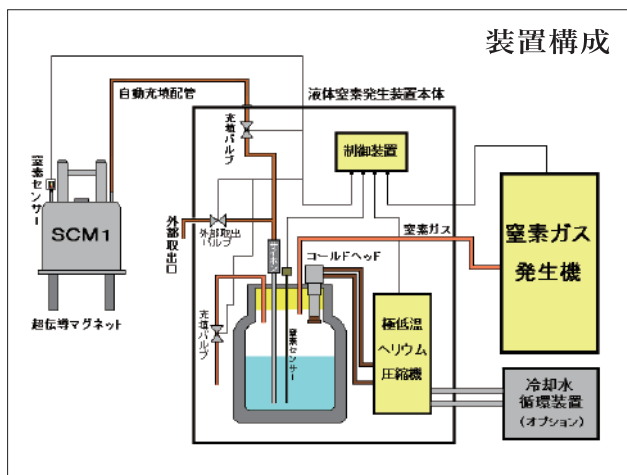 装置構成
自動充填配管
液体窒素発生装置本体
充填バルブ
制御装置
窒素センサー
SCM1
超伝導マグネット
外部取出口
外部取出
バルブ
サイホン
窒素ガス
コールドヘッド
窒素ガス
発生機
充填バルブ
窒素センサー
極低温
ヘリウム
圧縮機
冷却水
循環装置
(オプション)